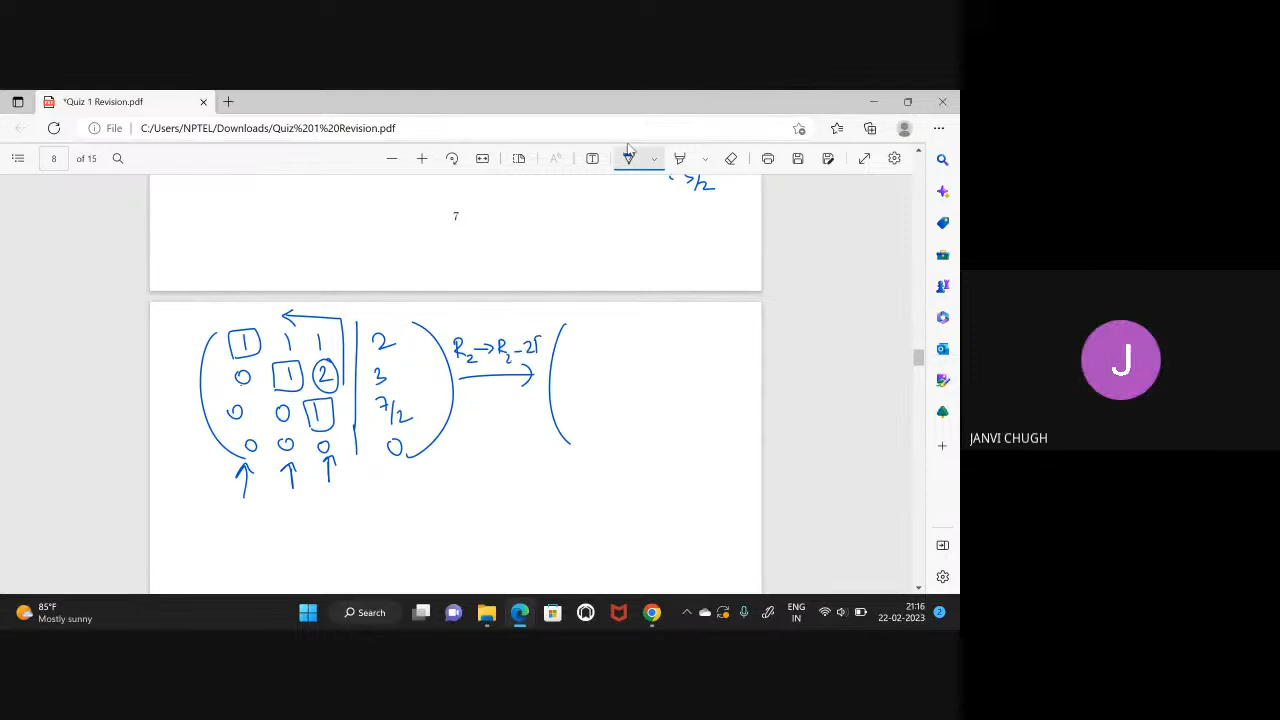 *Quiz 1 Revision.pdf
File C:/Users/NPTEL/Downloads/Quiz%201%20Revision.pdf
8 of 15
7
1 1 1 | 2
0 1 2 | 3
0 0 1 | 7/2
0 0 0 | 0
R2→R2-2r
JANVI CHUGH
85°F
Mostly sunny
Search
ENG
IN
21:16
22-02-2023
2